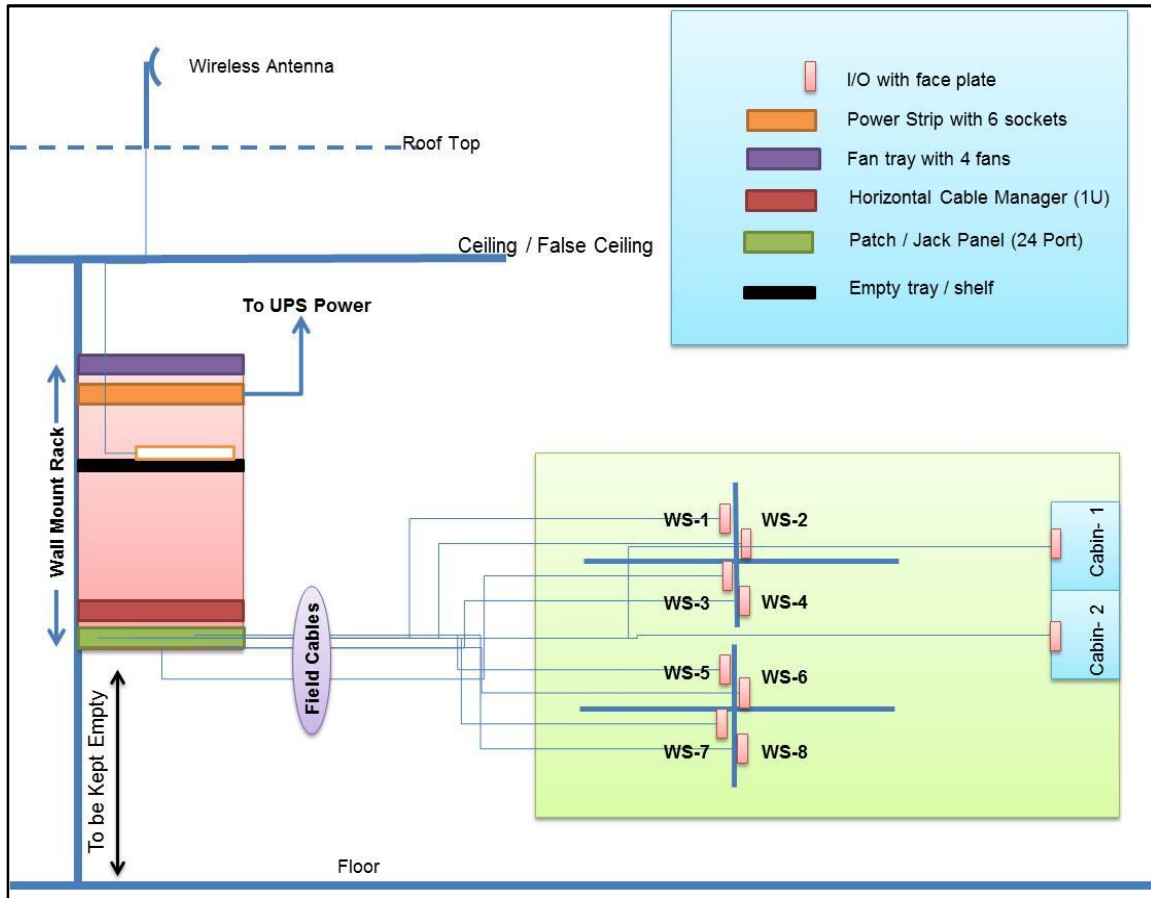 Wireless Antenna
Roof Top
Ceiling / False Ceiling
To UPS Power
I/O with face plate
Power Strip with 6 sockets
Fan tray with 4 fans
Horizontal Cable Manager (1U)
Patch / Jack Panel (24 Port)
Empty tray / shelf
Wall Mount Rack
Field Cables
To be Kept Empty
WS-1
WS-2
WS-3
WS-4
WS-5
WS-6
WS-7
WS-8
Cabin- 1
Cabin- 2
Floor